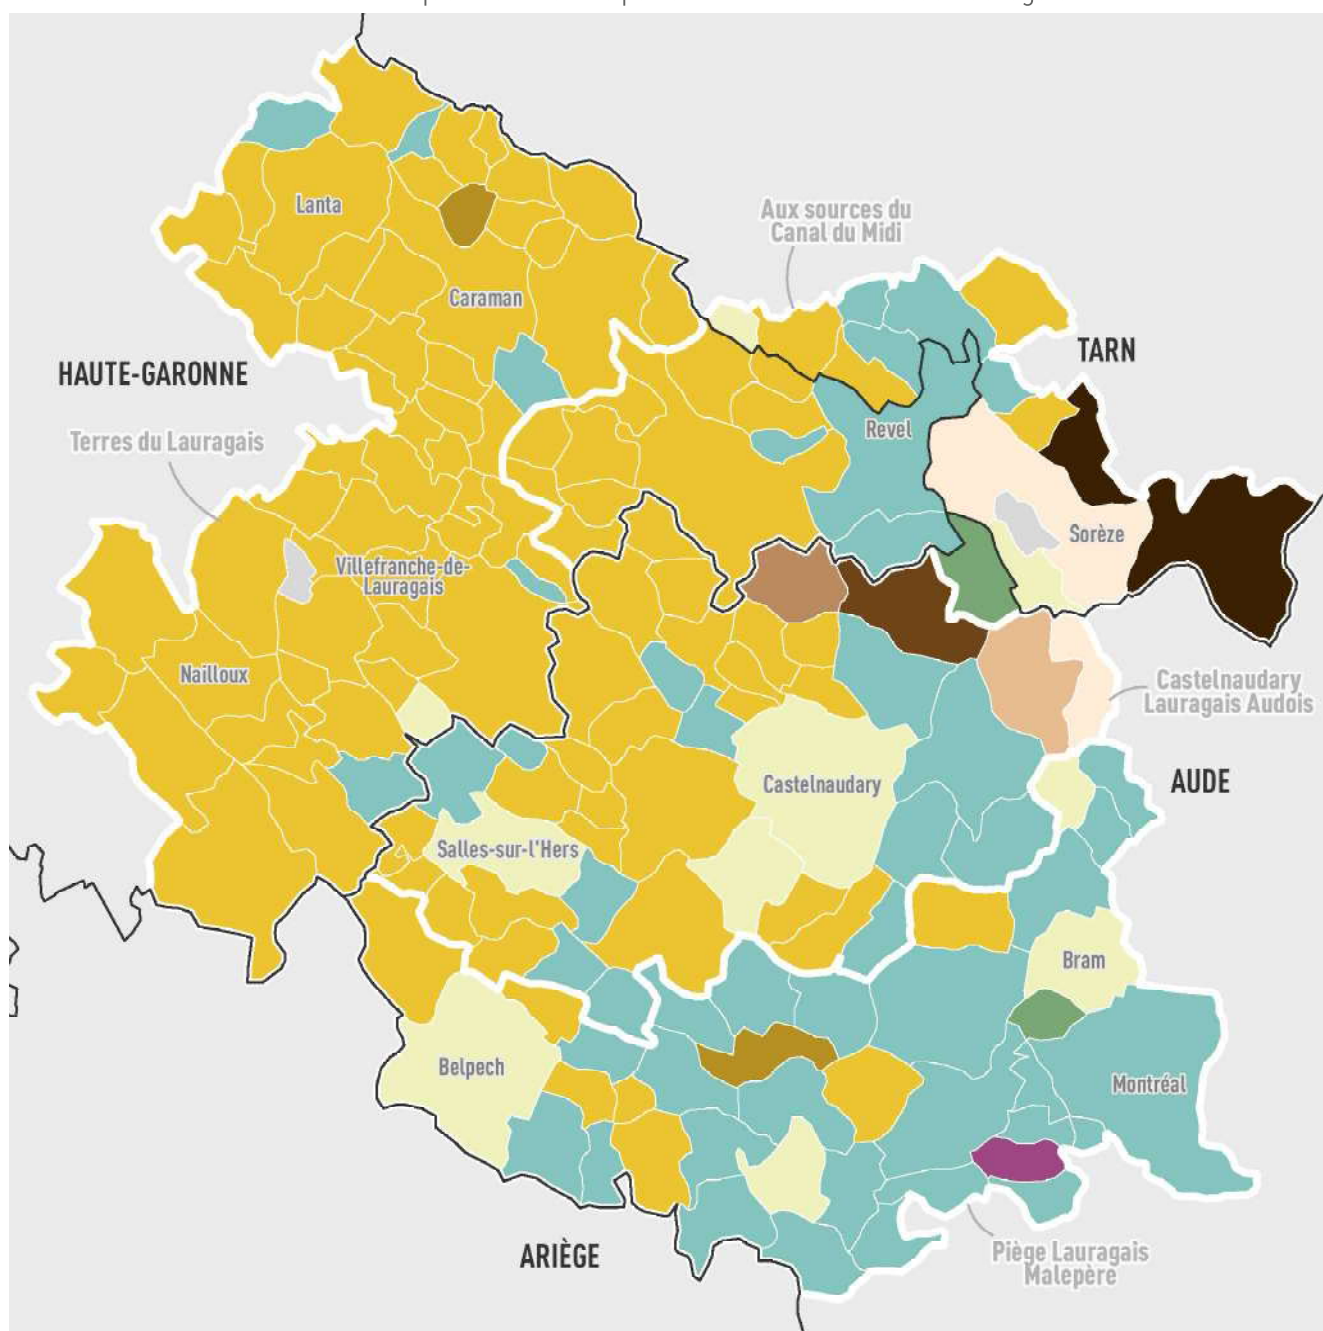 Lanta
Aux sources du
Canal du Midi
Caraman
TARN
HAUTE-GARONNE
Revel
Terres du Lauragais
Sorèze
Villefranche-de-
Lauragais
Nailloux
Castelnaudary
Lauragais Audois
AUDE
Castelnaudary
Salles-sur-l'Hers
Bram
Belpech
Montréal
ARIÈGE
Piège Lauragais
Malepère